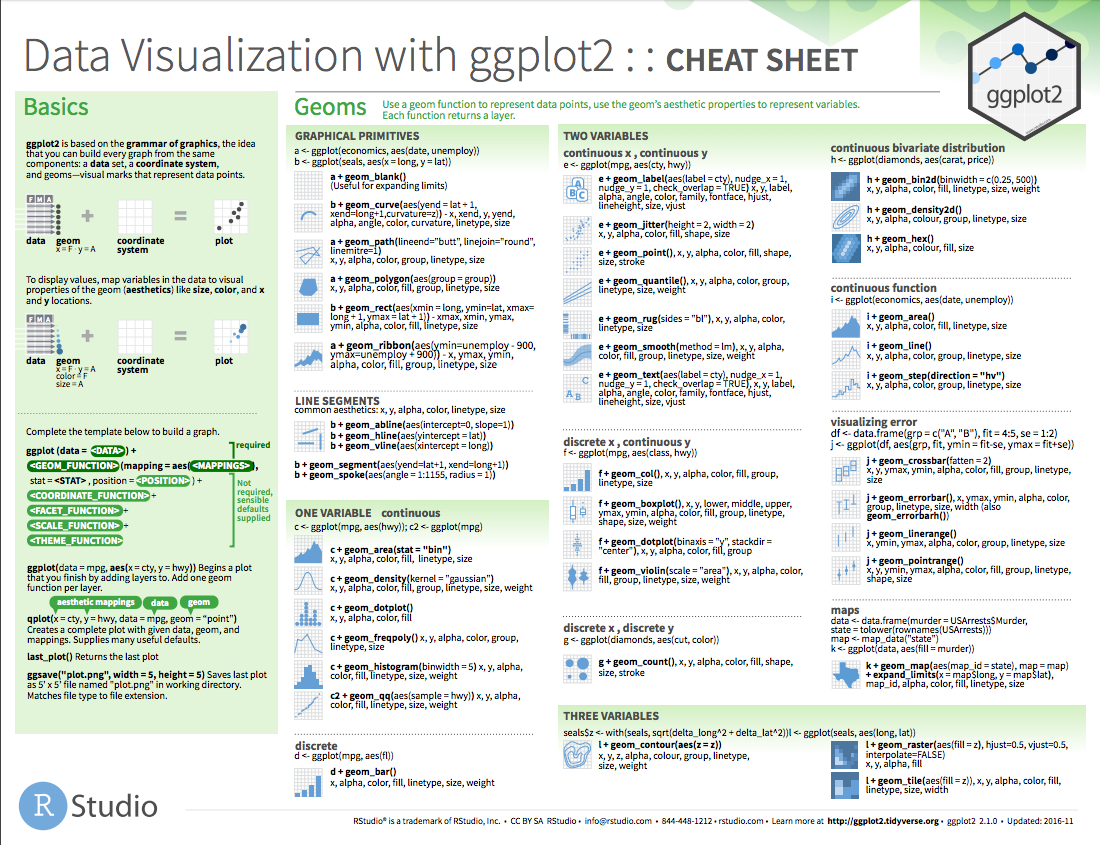 Data Visualization with ggplot2 : : CHEAT SHEET
ggplot2
Basics
ggplot2 is based on the grammar of graphics, the idea
that you can build every graph from the same
components: a data set, a coordinate system,
and geoms—visual marks that represent data points.
F M A
data
geom
x = F · y = A
coordinate
system
plot
To display values, map variables in the data to visual
properties of the geom (aesthetics) like size, color, and x
and y locations.
F M A
data
geom
x = F · y = A
color = F
size = A
coordinate
system
plot
Complete the template below to build a graph.
required
ggplot (data = <DATA>) +
<GEOM_FUNCTION>(mapping = aes(<MAPPINGS>),
stat = <STAT> , position = <POSITION>) +
<COORDINATE_FUNCTION> +
<FACET_FUNCTION> +
<SCALE_FUNCTION> +
<THEME_FUNCTION>
Not
required,
sensible
defaults
supplied
ggplot(data = mpg, aes(x = cty, y = hwy)) Begins a plot
that you finish by adding layers to. Add one geom
function per layer.
aesthetic mappings data geom
qplot(x = cty, y = hwy, data = mpg, geom = "point")
Creates a complete plot with given data, geom, and
mappings. Supplies many useful defaults.
last_plot() Returns the last plot
ggsave("plot.png", width = 5, height = 5) Saves last plot
as 5' x 5' file named "plot.png" in working directory.
Matches file type to file extension.
Geoms
Use a geom function to represent data points, use the geom's aesthetic properties to represent variables.
Each function returns a layer.
GRAPHICAL PRIMITIVES
a <- ggplot(economics, aes(date, unemploy))
b <- ggplot(seals, aes(x = long, y = lat))
a + geom_blank()
(Useful for expanding limits)
b + geom_curve(aes(yend = lat + 1,
xend=long+1,curvature=z)) - x, xend, y, yend,
alpha, angle, color, curvature, linetype, size
a + geom_path(lineend="butt", linejoin="round",
linemitre=1)
x, y, alpha, color, group, linetype, size
a + geom_polygon(aes(group = group))
x, y, alpha, color, fill, group, linetype, size
b + geom_rect(aes(xmin = long, ymin=lat, xmax=
long + 1, ymax = lat + 1)) - xmax, xmin, ymax,
ymin, alpha, color, fill, linetype, size
a + geom_ribbon(aes(ymin=unemploy - 900,
ymax=unemploy + 900)) - x, ymax, ymin,
alpha, color, fill, group, linetype, size
LINE SEGMENTS
common aesthetics: x, y, alpha, color, linetype, size
b + geom_abline(aes(intercept=0, slope=1))
b + geom_hline(aes(yintercept = lat))
b + geom_vline(aes(xintercept = long))
b + geom_segment(aes(yend=lat+1, xend=long+1))
b + geom_spoke(aes(angle = 1:1155, radius = 1))
ONE VARIABLE continuous
c <- ggplot(mpg, aes(hwy)); c2 <- ggplot(mpg)
c + geom_area(stat = "bin")
x, y, alpha, color, fill, linetype, size
c + geom_density(kernel = "gaussian")
x, y, alpha, color, fill, group, linetype, size, weight
c + geom_dotplot()
x, y, alpha, color, fill
c + geom_freqpoly() x, y, alpha, color, group,
linetype, size
c + geom_histogram(binwidth = 5) x, y, alpha,
color, fill, linetype, size, weight
c2 + geom_qq(aes(sample = hwy)) x, y, alpha,
color, fill, linetype, size, weight
discrete
d <- ggplot(mpg, aes(fl))
d + geom_bar()
x, alpha, color, fill, linetype, size, weight
TWO VARIABLES
continuous x , continuous y
e <- ggplot(mpg, aes(cty, hwy))
e + geom_label(aes(label = cty), nudge_x = 1,
nudge_y = 1, check_overlap = TRUE) x, y, label,
alpha, angle, color, family, fontface, hjust,
lineheight, size, vjust
e + geom_jitter(height = 2, width = 2)
x, y, alpha, color, fill, shape, size
e + geom_point(), x, y, alpha, color, fill, shape,
size, stroke
e + geom_quantile(), x, y, alpha, color, group,
linetype, size, weight
e + geom_rug(sides = "bl"), x, y, alpha, color,
linetype, size
e + geom_smooth(method = lm), x, y, alpha,
color, fill, group, linetype, size, weight
e + geom_text(aes(label = cty), nudge_x = 1,
nudge_y = 1, check_overlap = TRUE), x, y, label,
alpha, angle, color, family, fontface, hjust,
lineheight, size, vjust
discrete x , continuous y
f <- ggplot(mpg, aes(class, hwy))
f + geom_col(), x, y, alpha, color, fill, group,
linetype, size
f + geom_boxplot(), x, y, lower, middle, upper,
ymax, ymin, alpha, color, fill, group, linetype,
shape, size, weight
f + geom_dotplot(binaxis = "y", stackdir =
"center"), x, y, alpha, color, fill, group
f + geom_violin(scale = "area"), x, y, alpha, color,
fill, group, linetype, size, weight
discrete x , discrete y
g <- ggplot(diamonds, aes(cut, color))
g + geom_count(), x, y, alpha, color, fill, shape,
size, stroke
continuous bivariate distribution
h <- ggplot(diamonds, aes(carat, price))
h + geom_bin2d(binwidth = c(0.25, 500))
x, y, alpha, color, fill, linetype, size, weight
h + geom_density2d()
x, y, alpha, colour, group, linetype, size
h + geom_hex()
x, y, alpha, colour, fill, size
continuous function
i <- ggplot(economics, aes(date, unemploy))
i + geom_area()
x, y, alpha, color, fill, linetype, size
i + geom_line()
x, y, alpha, color, group, linetype, size
i + geom_step(direction = "hv")
x, y, alpha, color, group, linetype, size
visualizing error
df <- data.frame(grp = c("A", "B"), fit = 4:5, se = 1:2)
j <- ggplot(df, aes(grp, fit, ymin = fit-se, ymax = fit+se))
j + geom_crossbar(fatten = 2)
x, y, ymax, ymin, alpha, color, fill, group, linetype,
size
j + geom_errorbar(), x, ymax, ymin, alpha, color,
group, linetype, size, width (also
geom_errorbarh())
j + geom_linerange()
x, ymin, ymax, alpha, color, group, linetype, size
j + geom_pointrange()
x, y, ymin, ymax, alpha, color, fill, group, linetype,
shape, size
maps
data <- data.frame(murder = USArrests$Murder,
state = tolower(rownames(USArrests)))
map <- map_data("state")
k <- ggplot(data, aes(fill = murder))
k + geom_map(aes(map_id = state), map = map)
+ expand_limits(x = map$long, y = map$lat),
map_id, alpha, color, fill, linetype, size
THREE VARIABLES
seals$z <- with(seals, sqrt(delta_long^2 + delta_lat^2))l <- ggplot(seals, aes(long, lat))
l + geom_contour(aes(z = z))
x, y, z, alpha, colour, group, linetype,
size, weight
l + geom_raster(aes(fill = z), hjust=0.5, vjust=0.5,
interpolate=FALSE)
x, y, alpha, fill
l + geom_tile(aes(fill = z)), x, y, alpha, color, fill,
linetype, size, width
R Studio
RStudio® is a trademark of RStudio, Inc. • CC BY SA RStudio • info@rstudio.com • 844-448-1212 • rstudio.com • Learn more at http://ggplot2.tidyverse.org • ggplot2 2.1.0 • Updated: 2016-11